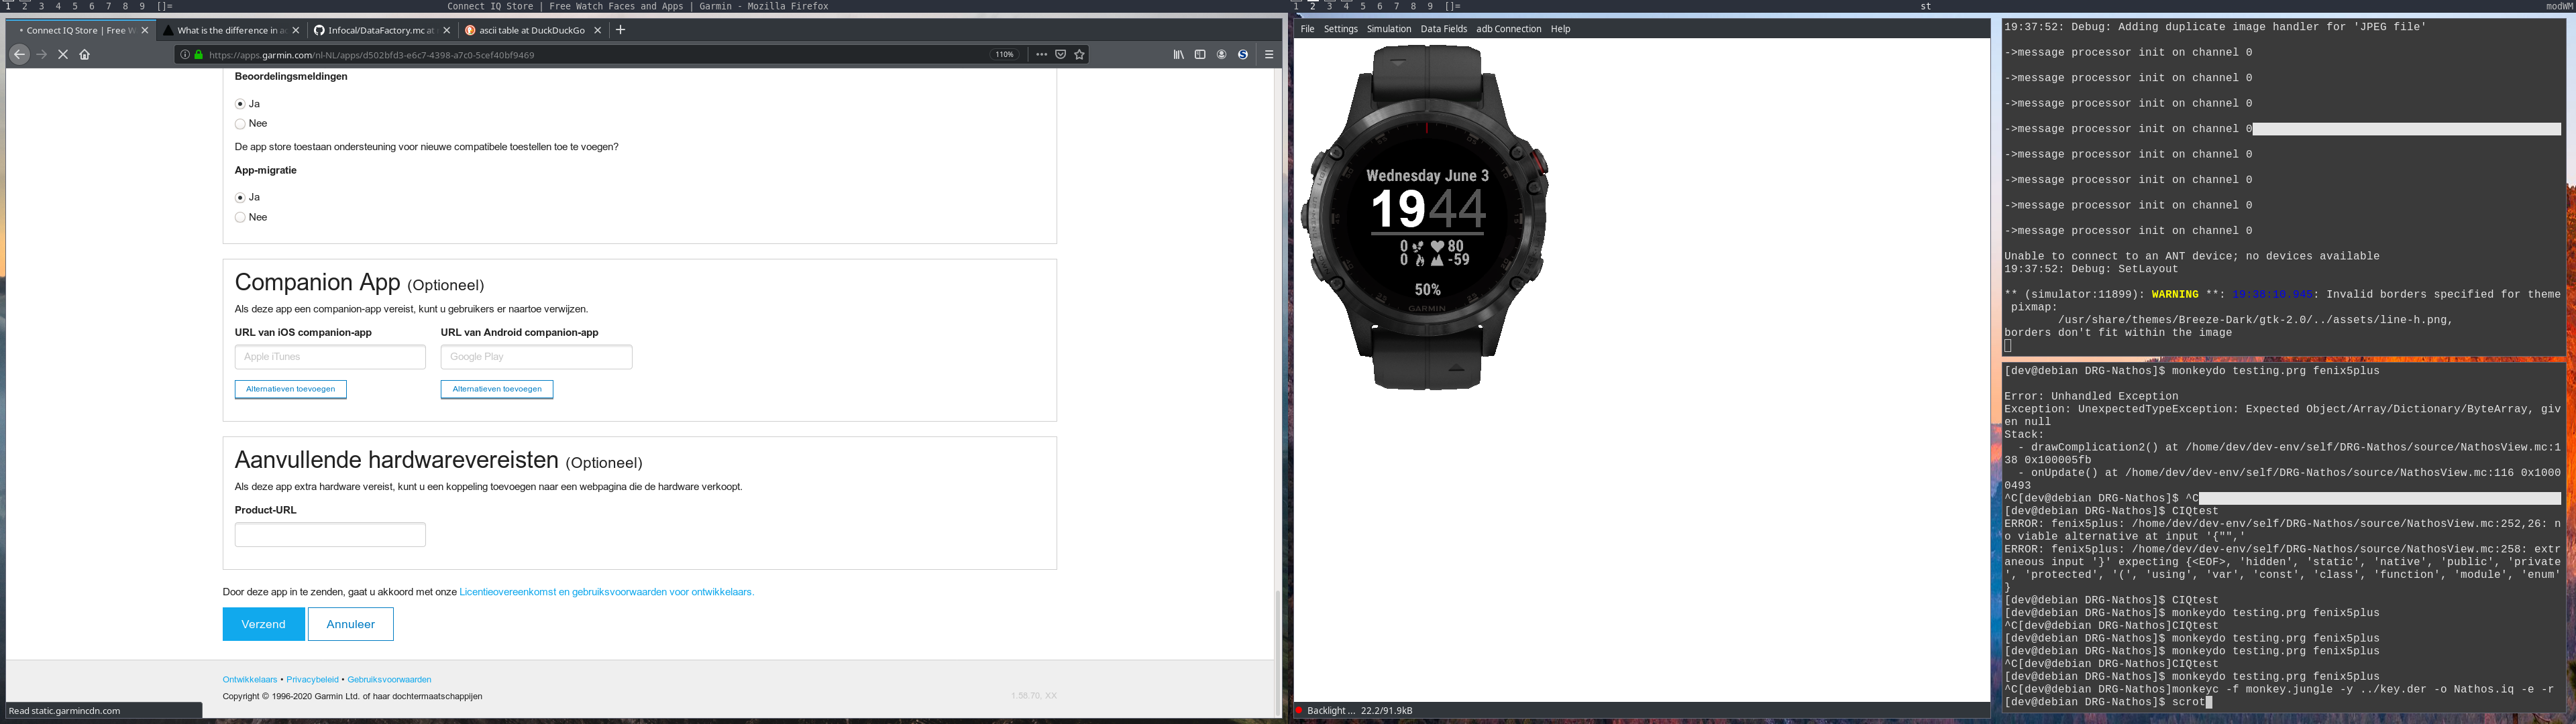 1 2 3 4 5 6 7 8 9 []= Connect IQ Store | Free Watch Faces and Apps | Garmin - Mozilla Firefox
Connect IQ Store | Free W What is the difference in a Infocal/DataFactory.mc at ascii table at DuckDuckGo
https://apps.garmin.com/nl-NL/apps/d502bfd3-e6c7-4398-a7c0-5cef40bf9469 110%
Beoordelingsmeldingen
Ja
Nee
De app store toestaan ondersteuning voor nieuwe compatibele toestellen toe te voegen?
App-migratie
Ja
Nee
Companion App (Optioneel)
Als deze app een companion-app vereist, kunt u gebruikers er naartoe verwijzen.
URL van iOS companion-app URL van Android companion-app
Apple iTunes Google Play
Alternatieven toevoegen Alternatieven toevoegen
Aanvullende hardwarevereisten (Optioneel)
Als deze app extra hardware vereist, kunt u een koppeling toevoegen naar een webpagina die de hardware verkoopt.
Product-URL
Door deze app in te zenden, gaat u akkoord met onze Licentieovereenkomst en gebruiksvoorwaarden voor ontwikkelaars.
Verzend Annuleer
Ontwikkelaars • Privacybeleid • Gebruiksvoorwaarden
Copyright © 1996-2020 Garmin Ltd. of haar dochtermaatschappijen 1.58.70, XX
Read static.garmincdn.com
1 2 3 4 5 6 7 8 9 []= st modWM
File Settings Simulation Data Fields adb Connection Help
Wednesday June 3
1944
0 80
0 -59
50%
GARMIN
Backlight ... 22.2/91.9kB
19:37:52: Debug: Adding duplicate image handler for 'JPEG file'
->message processor init on channel 0
->message processor init on channel 0
->message processor init on channel 0
->message processor init on channel 0
->message processor init on channel 0
->message processor init on channel 0
->message processor init on channel 0
->message processor init on channel 0
Unable to connect to an ANT device; no devices available
19:37:52: Debug: SetLayout
** (simulator:11899): WARNING **: 19:38:10.945: Invalid borders specified for theme
pixmap:
/usr/share/themes/Breeze-Dark/gtk-2.0/../assets/line-h.png,
borders don't fit within the image
[dev@debian DRG-Nathos]$ monkeydo testing.prg fenix5plus
Error: Unhandled Exception
Exception: UnexpectedTypeException: Expected Object/Array/Dictionary/ByteArray, giv
en null
Stack:
- drawComplication2() at /home/dev/dev-env/self/DRG-Nathos/source/NathosView.mc:1
38 0x100005fb
- onUpdate() at /home/dev/dev-env/self/DRG-Nathos/source/NathosView.mc:116 0x1000
0493
^C[dev@debian DRG-Nathos]$ ^C
[dev@debian DRG-Nathos]$ CIQtest
ERROR: fenix5plus: /home/dev/dev-env/self/DRG-Nathos/source/NathosView.mc:252,26: n
o viable alternative at input '{"",'
ERROR: fenix5plus: /home/dev/dev-env/self/DRG-Nathos/source/NathosView.mc:258: extr
aneous input '}' expecting {<EOF>, 'hidden', 'static', 'native', 'public', 'private
', 'protected', '(', 'using', 'var', 'const', 'class', 'function', 'module', 'enum'
}
[dev@debian DRG-Nathos]$ CIQtest
[dev@debian DRG-Nathos]$ monkeydo testing.prg fenix5plus
^C[dev@debian DRG-Nathos]CIQtest
[dev@debian DRG-Nathos]$ monkeydo testing.prg fenix5plus
[dev@debian DRG-Nathos]$ monkeydo testing.prg fenix5plus
^C[dev@debian DRG-Nathos]CIQtest
[dev@debian DRG-Nathos]$ monkeydo testing.prg fenix5plus
^C[dev@debian DRG-Nathos]monkeyc -f monkey.jungle -y ../key.der -o Nathos.iq -e -r
[dev@debian DRG-Nathos]$ scrot